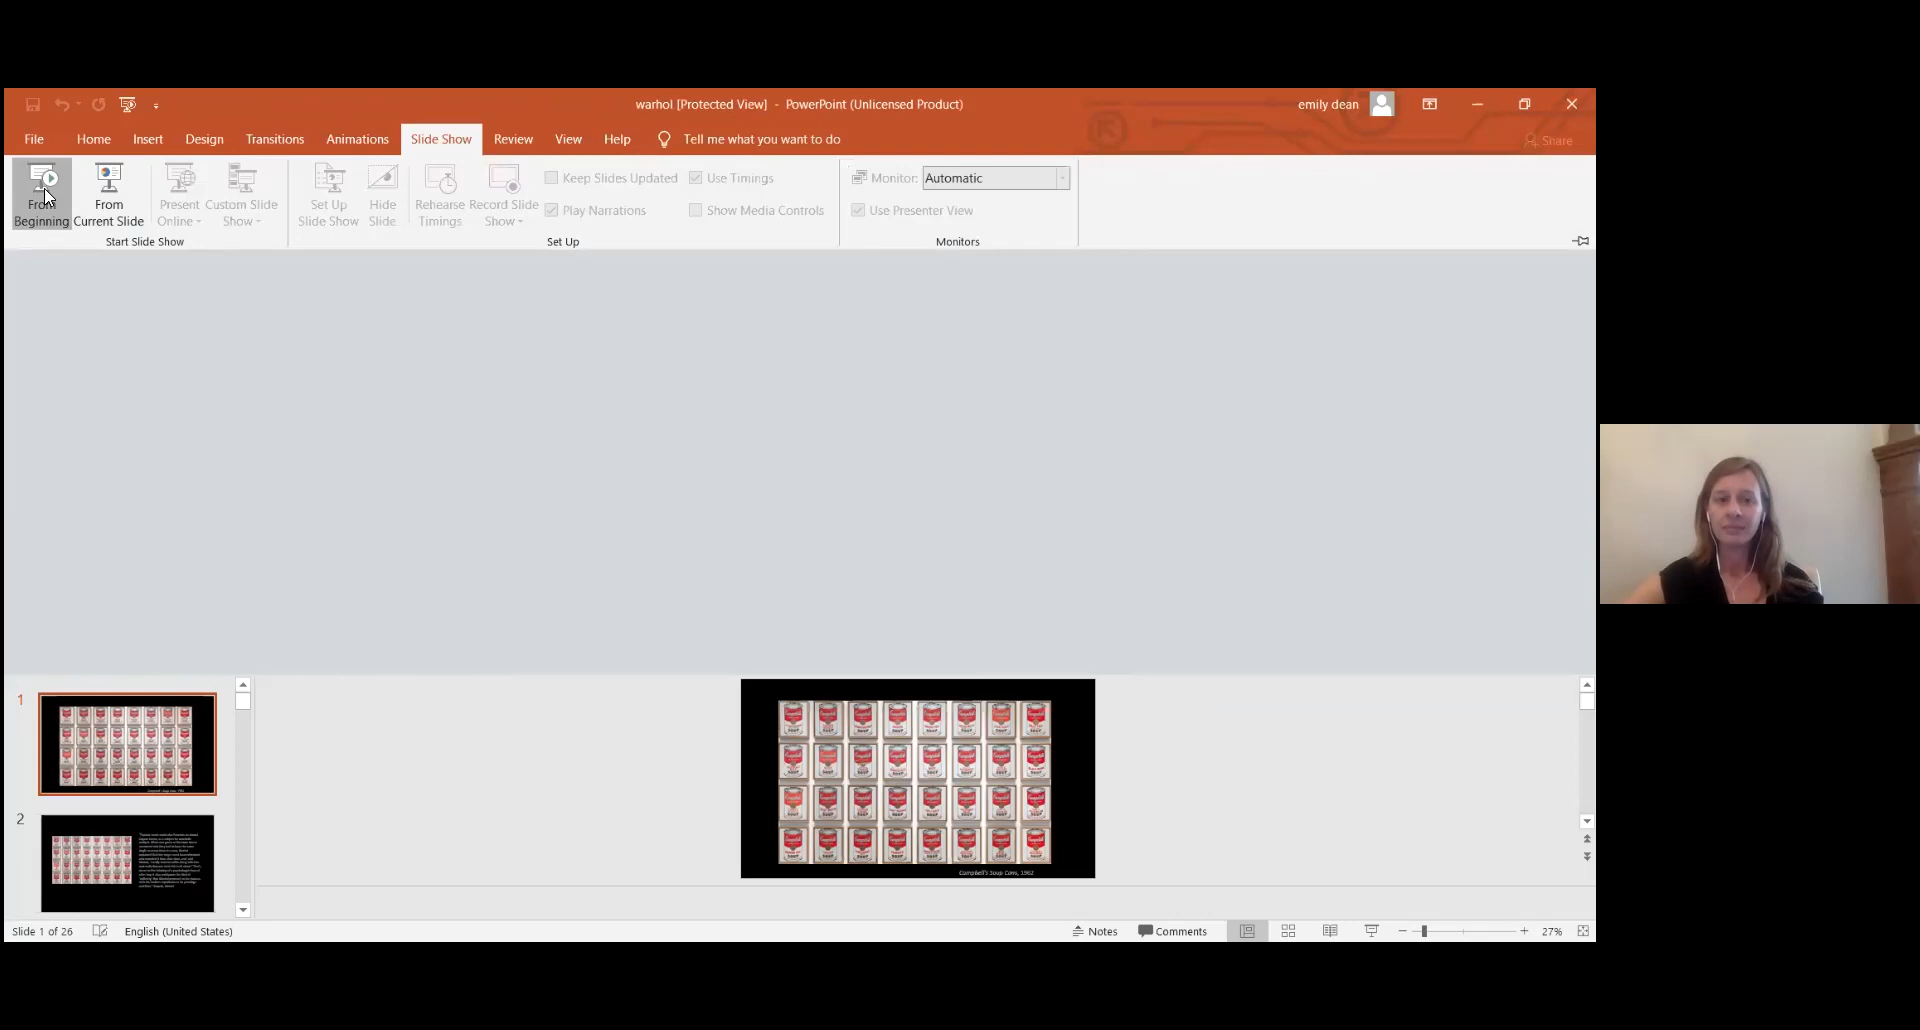 warhol [Protected View] - PowerPoint (Unlicensed Product)
emily dean
File Home Insert Design Transitions Animations Slide Show Review View Help Tell me what you want to do
Share
From Beginning
From Current Slide
Present Online
Custom Slide Show
Start Slide Show
Set Up Slide Show
Hide Slide
Rehearse Timings
Record Slide Show
Keep Slides Updated
Play Narrations
Use Timings
Show Media Controls
Set Up
Monitor: Automatic
Use Presenter View
Monitors
1
2
Campbell's Soup Cans, 1962
Slide 1 of 26
English (United States)
Notes
Comments
27%